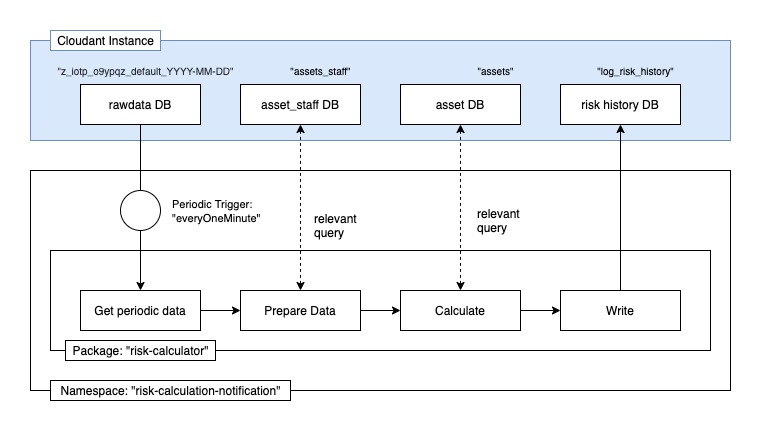 Cloudant Instance
"z_iotp_o9ypqz_default_YYYY-MM-DD"
"assets_staff"
"assets"
"log_risk_history"
rawdata DB
asset_staff DB
asset DB
risk history DB
Periodic Trigger:
"everyOneMinute"
relevant
query
relevant
query
Get periodic data
Prepare Data
Calculate
Write
Package: "risk-calculator"
Namespace: "risk-calculation-notification"